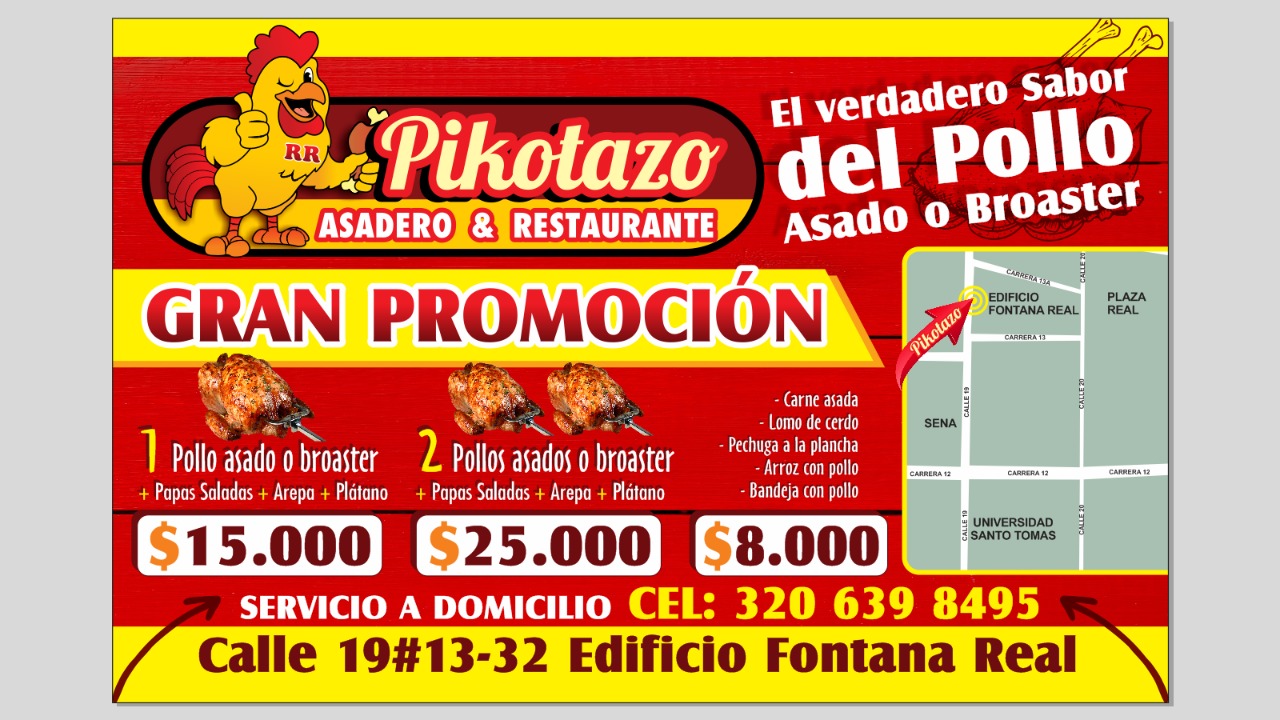 RR
Pikotazo
ASADERO & RESTAURANTE
El verdadero Sabor
del Pollo
Asado o Broaster
GRAN PROMOCIÓN
1 Pollo asado o broaster
+ Papas Saladas + Arepa + Plátano
$15.000
2 Pollos asados o broaster
+ Papas Saladas + Arepa + Plátano
$25.000
- Carne asada
- Lomo de cerdo
- Pechuga a la plancha
- Arroz con pollo
- Bandeja con pollo
$8.000
CARRERA 13A
CALLE 20
EDIFICIO
FONTANA REAL
PLAZA
REAL
Pikotazo
CARRERA 13
CALLE 19
CALLE 20
SENA
CARRERA 12
CARRERA 12
CARRERA 12
CALLE 19
CALLE 20
UNIVERSIDAD
SANTO TOMAS
SERVICIO A DOMICILIO CEL: 320 639 8495
Calle 19#13-32 Edificio Fontana Real